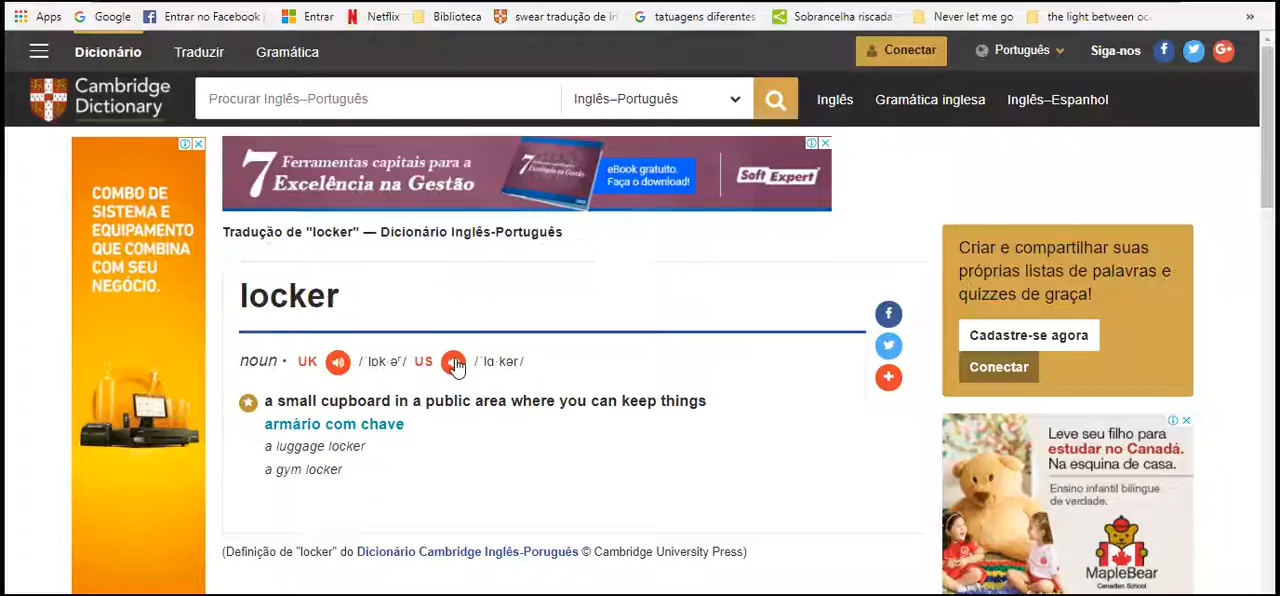 Apps Google Entrar no Facebook Entrar Netflix Biblioteca swear tradução de In tatuagens diferentes Sobrancelha riscada Never let me go the light between oc »
Dicionário Traduzir Gramática Conectar Português Siga-nos
Cambridge Dictionary
Procurar Inglês–Português Inglês–Português Inglês Gramática inglesa Inglês–Espanhol
COMBO DE
SISTEMA E
EQUIPAMENTO
QUE COMBINA
COM SEU
NEGÓCIO.
7 Ferramentas capitais para a
Excelência na Gestão
eBook gratuito.
Faça o download!
Soft Expert
Tradução de "locker" — Dicionário Inglês-Português
locker
noun · UK /ˈlɒk·əʳ/ US /ˈlɑ·kər/
a small cupboard in a public area where you can keep things
armário com chave
a luggage locker
a gym locker
(Definição de "locker" do Dicionário Cambridge Inglês-Poruguês © Cambridge University Press)
Criar e compartilhar suas
próprias listas de palavras e
quizzes de graça!
Cadastre-se agora
Conectar
Leve seu filho para
estudar no Canadá.
Na esquina de casa.
Ensino infantil bilíngue
de verdade.
MapleBear
Canadian School